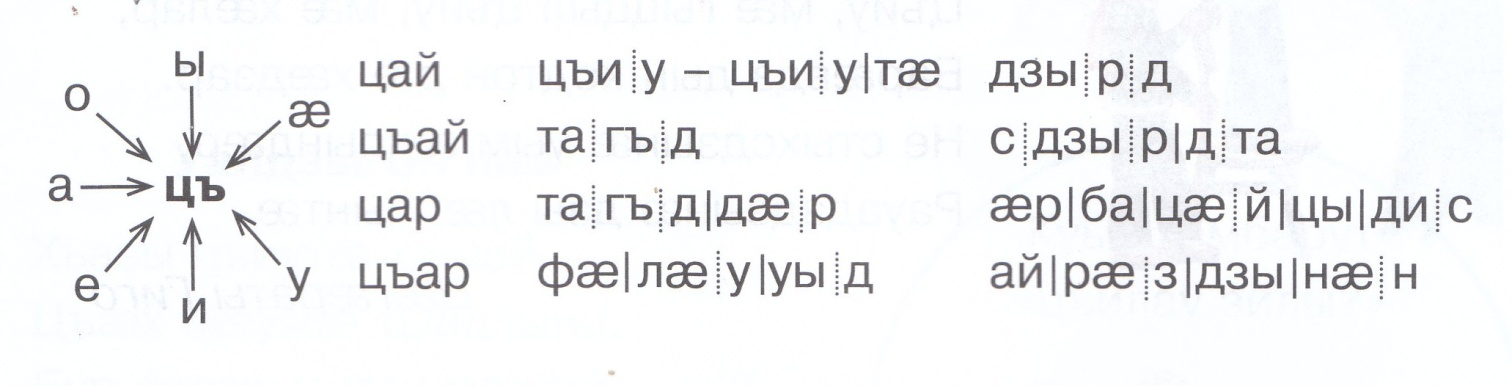 ы
о æ
а цъ
е и у
цай цъи┊у – цъи┊у|тæ дзы┊р┊д
цъай та┊гъ┊д с┊дзы┊р|д┊та
цар та┊гъ┊д|дæ┊р æр|ба|цæ┊й|цы|ди┊с
цъар фæ|лæ┊у|уы┊д ай|рæ┊з|дзы|нæ┊н